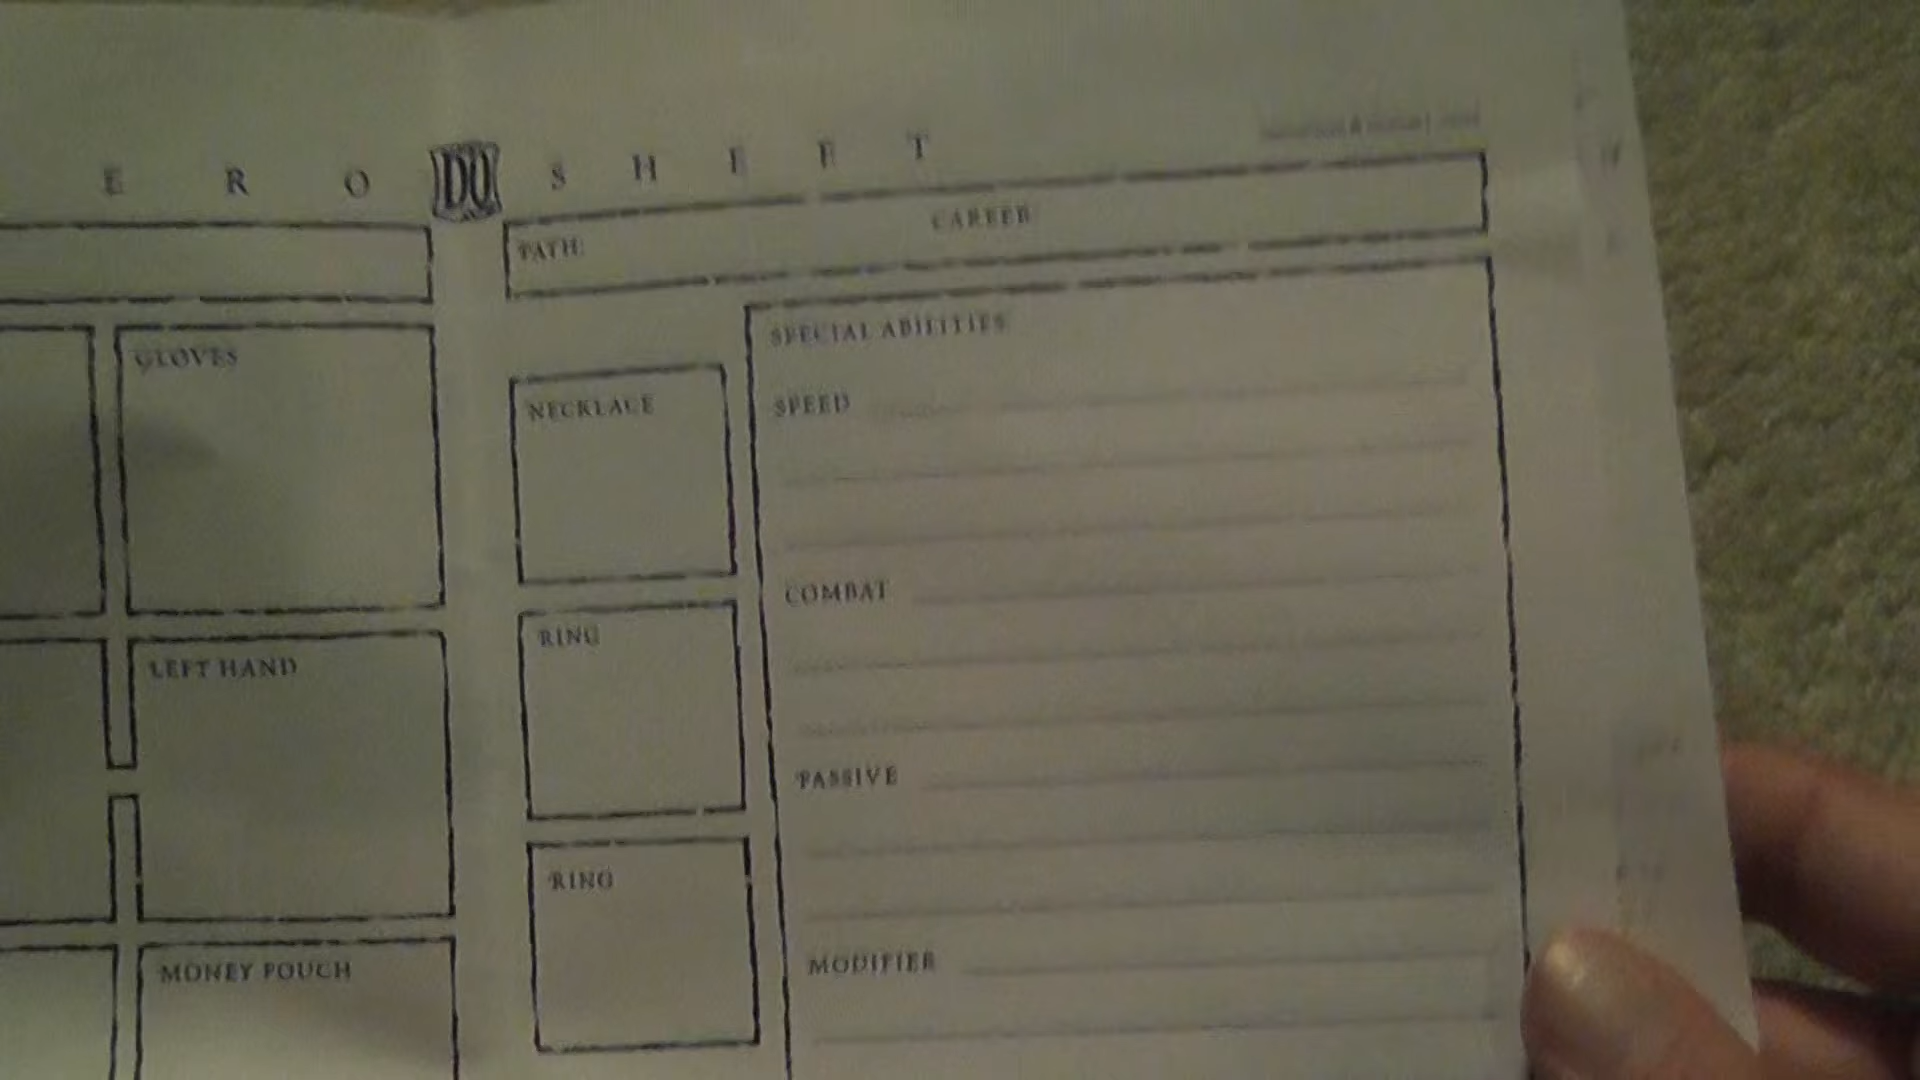 E R O DQ S H E E T
PATH: CAREER
GLOVES
NECKLACE
RING
RING
LEFT HAND
MONEY POUCH
SPECIAL ABILITIES
SPEED
COMBAT
PASSIVE
MODIFIER